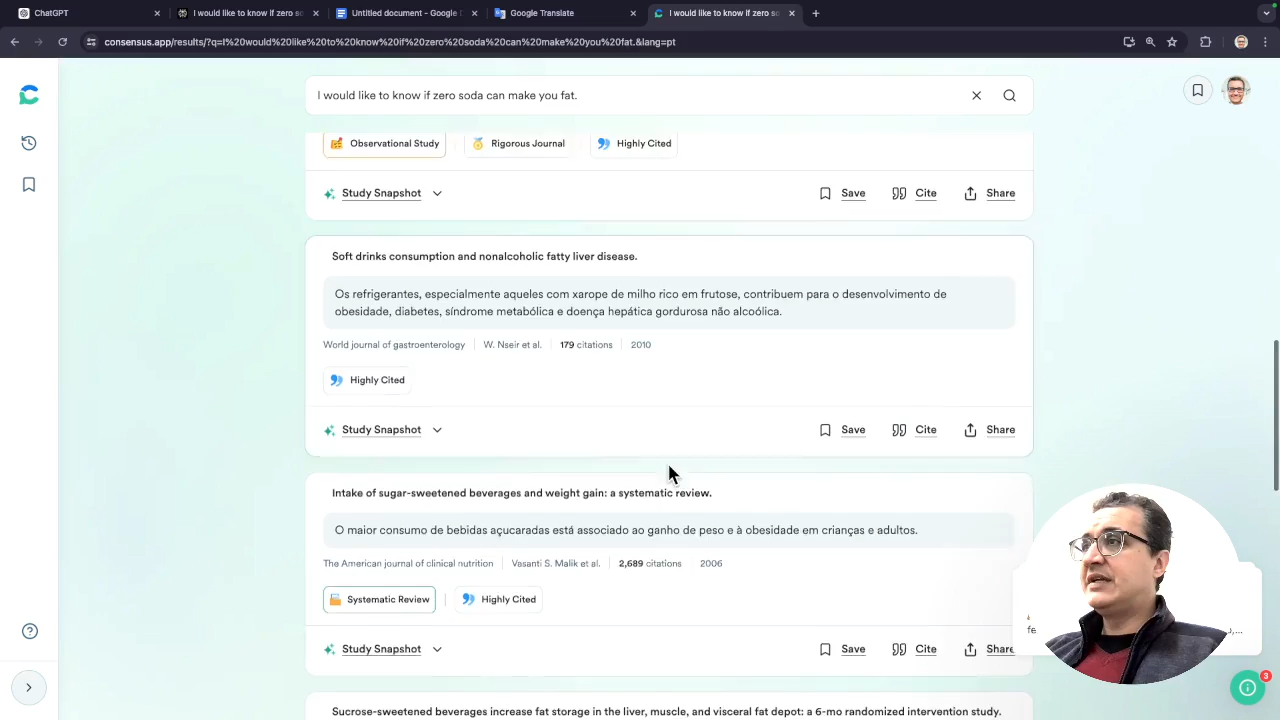 ChatGPT
I would like to know if zero so
Untitled document - Google D
Google Translate
I would like to know if zero so
consensus.app/results/?q=I%20would%20like%20to%20know%20if%20zero%20soda%20can%20make%20you%20fat.&lang=pt
I would like to know if zero soda can make you fat.
Observational Study
Rigorous Journal
Highly Cited
Study Snapshot
Save
Cite
Share
Soft drinks consumption and nonalcoholic fatty liver disease.
Os refrigerantes, especialmente aqueles com xarope de milho rico em frutose, contribuem para o desenvolvimento de
obesidade, diabetes, síndrome metabólica e doença hepática gordurosa não alcoólica.
World journal of gastroenterology
W. Nseir et al.
179 citations
2010
Highly Cited
Study Snapshot
Save
Cite
Share
Intake of sugar-sweetened beverages and weight gain: a systematic review.
O maior consumo de bebidas açucaradas está associado ao ganho de peso e à obesidade em crianças e adultos.
The American journal of clinical nutrition
Vasanti S. Malik et al.
2,689 citations
2006
Systematic Review
Highly Cited
Study Snapshot
Save
Cite
Share
3
Sucrose-sweetened beverages increase fat storage in the liver, muscle, and visceral fat depot: a 6-mo randomized intervention study.